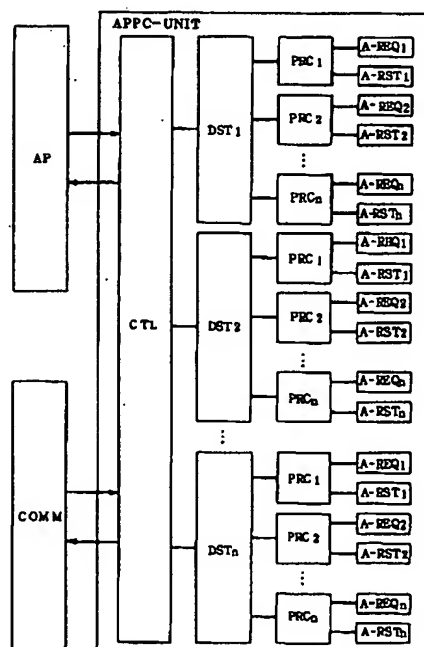 APPC-UNIT
AP
COMM
CTL
DST1
PRC1
A-REQ1
A-RST1
PRC2
A-REQ2
A-RST2
PRCn
A-REQn
A-RSTn
DST2
PRC1
A-REQ1
A-RST1
PRC2
A-REQ2
A-RST2
PRCn
A-REQn
A-RSTn
DSTn
PRC1
A-REQ1
A-RST1
PRC2
A-REQ2
A-RST2
PRCn
A-REQn
A-RSTn